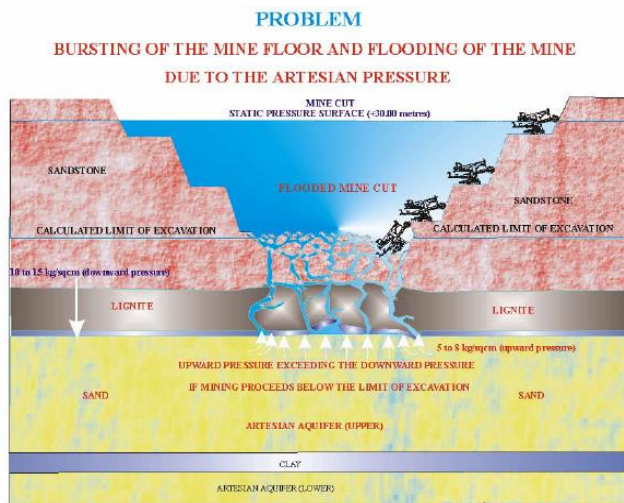 PROBLEM
BURSTING OF THE MINE FLOOR AND FLOODING OF THE MINE
DUE TO THE ARTESIAN PRESSURE
MINE CUT
STATIC PRESSURE SURFACE (+30.00 metres)
SANDSTONE
FLOODED MINE CUT
SANDSTONE
CALCULATED LIMIT OF EXCAVATION
CALCULATED LIMIT OF EXCAVATION
10 to 15 kg/sqcm (downward pressure)
LIGNITE
LIGNITE
5 to 8 kg/sqcm (upward pressure)
UPWARD PRESSURE EXCEEDING THE DOWNWARD PRESSURE
IF MINING PROCEEDS BELOW THE LIMIT OF EXCAVATION
SAND
SAND
ARTESIAN AQUIFER (UPPER)
CLAY
ARTESIAN AQUIFER (LOWER)